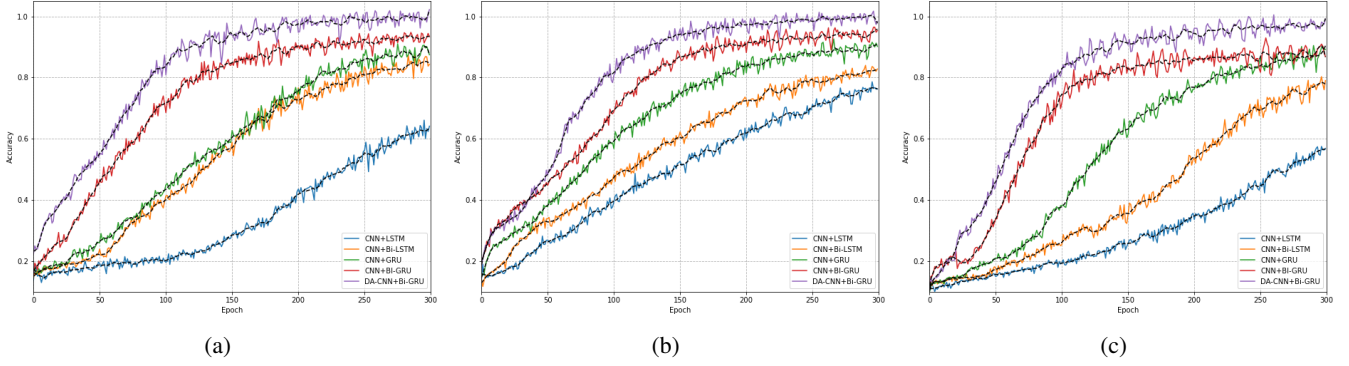 1.0
0.8
0.6
0.4
0.2
Accuracy
0
50
100
150
200
250
300
Epoch
CNN+LSTM
CNN+Bi-LSTM
CNN+GRU
CNN+BI-GRU
DA-CNN+Bi-GRU
(a)
1.0
0.8
0.6
0.4
0.2
Accuracy
0
50
100
150
200
250
300
Epoch
CNN+LSTM
CNN+Bi-LSTM
CNN+GRU
CNN+BI-GRU
DA-CNN+Bi-GRU
(b)
1.0
0.8
0.6
0.4
0.2
Accuracy
0
50
100
150
200
250
300
Epoch
CNN+LSTM
CNN+Bi-LSTM
CNN+GRU
CNN+BI-GRU
DA-CNN+Bi-GRU
(c)